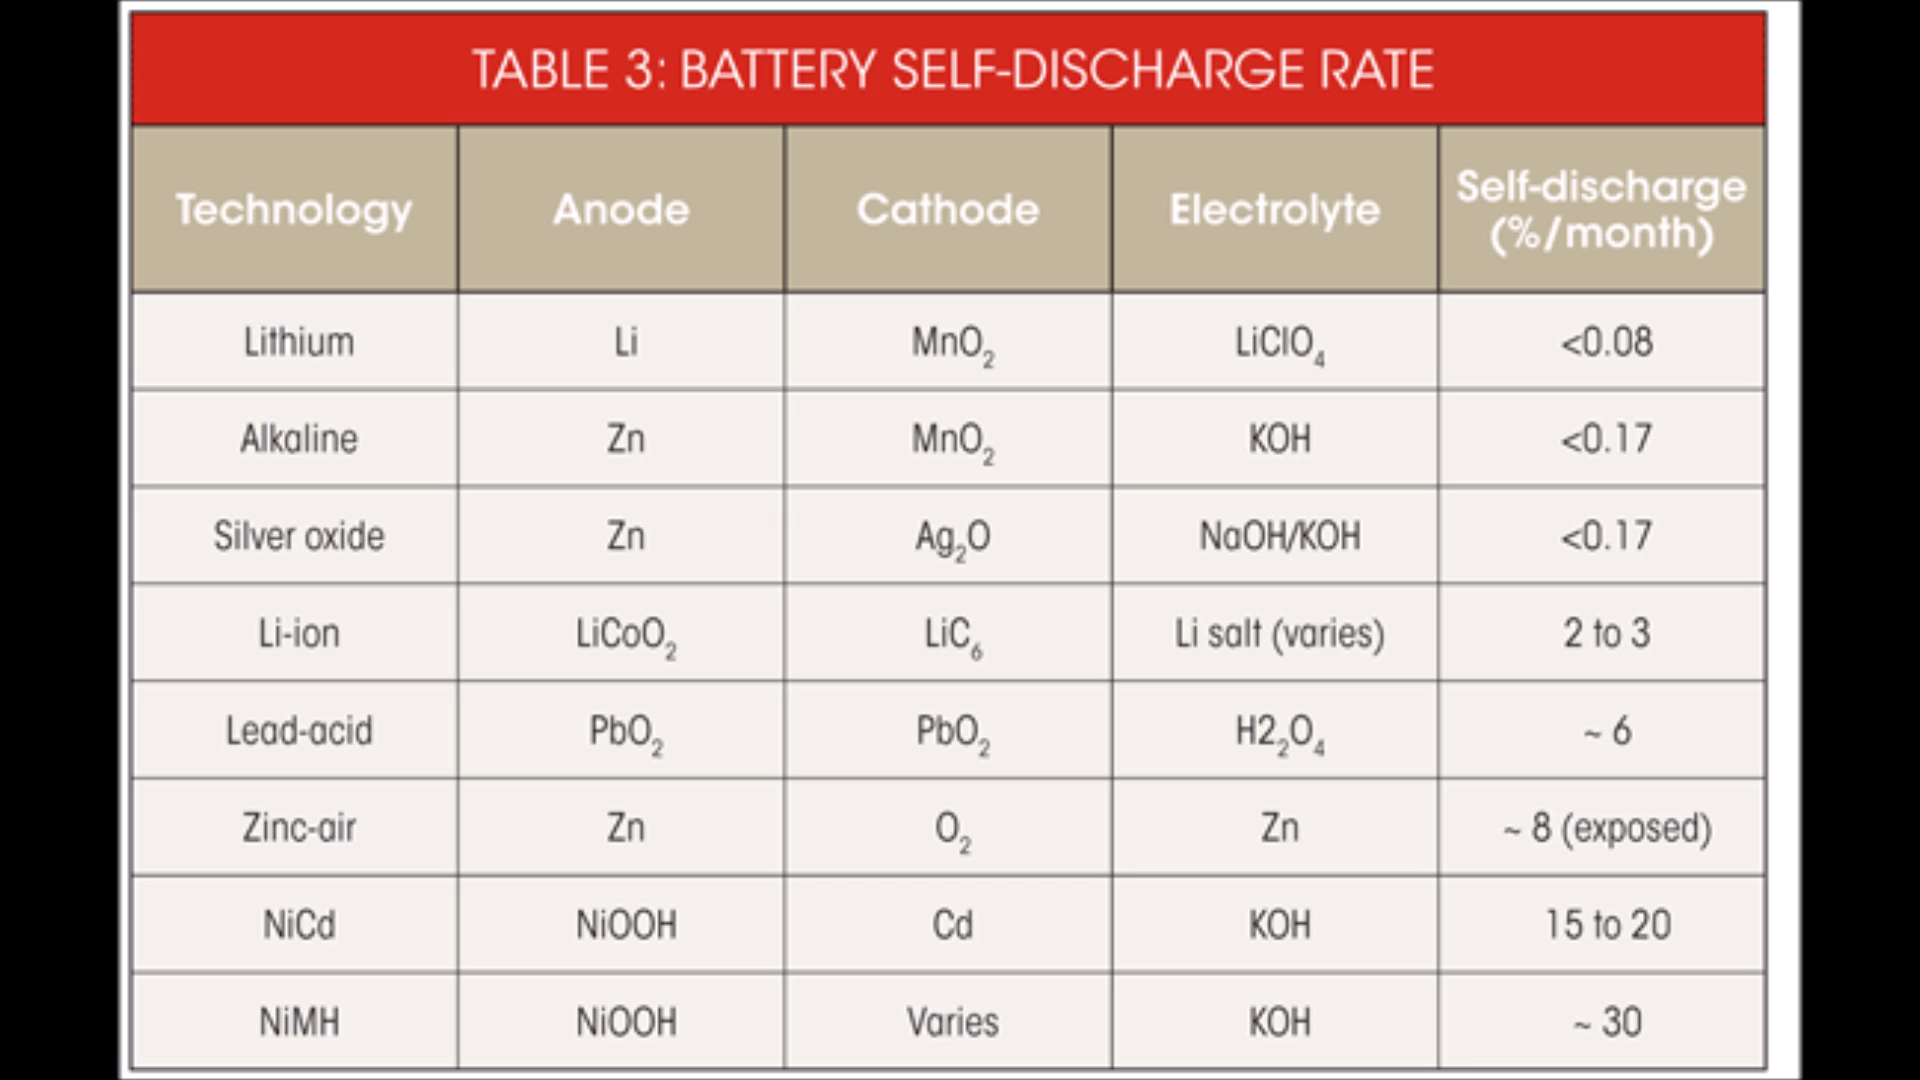 TABLE 3: BATTERY SELF-DISCHARGE RATE
Technology Anode Cathode Electrolyte Self-discharge (%/month)
Lithium Li MnO₂ LiClO₄ <0.08
Alkaline Zn MnO₂ KOH <0.17
Silver oxide Zn Ag₂O NaOH/KOH <0.17
Li-ion LiCoO₂ LiC₆ Li salt (varies) 2 to 3
Lead-acid PbO₂ PbO₂ H2₂O₄ ~ 6
Zinc-air Zn O₂ Zn ~ 8 (exposed)
NiCd NiOOH Cd KOH 15 to 20
NiMH NiOOH Varies KOH ~ 30